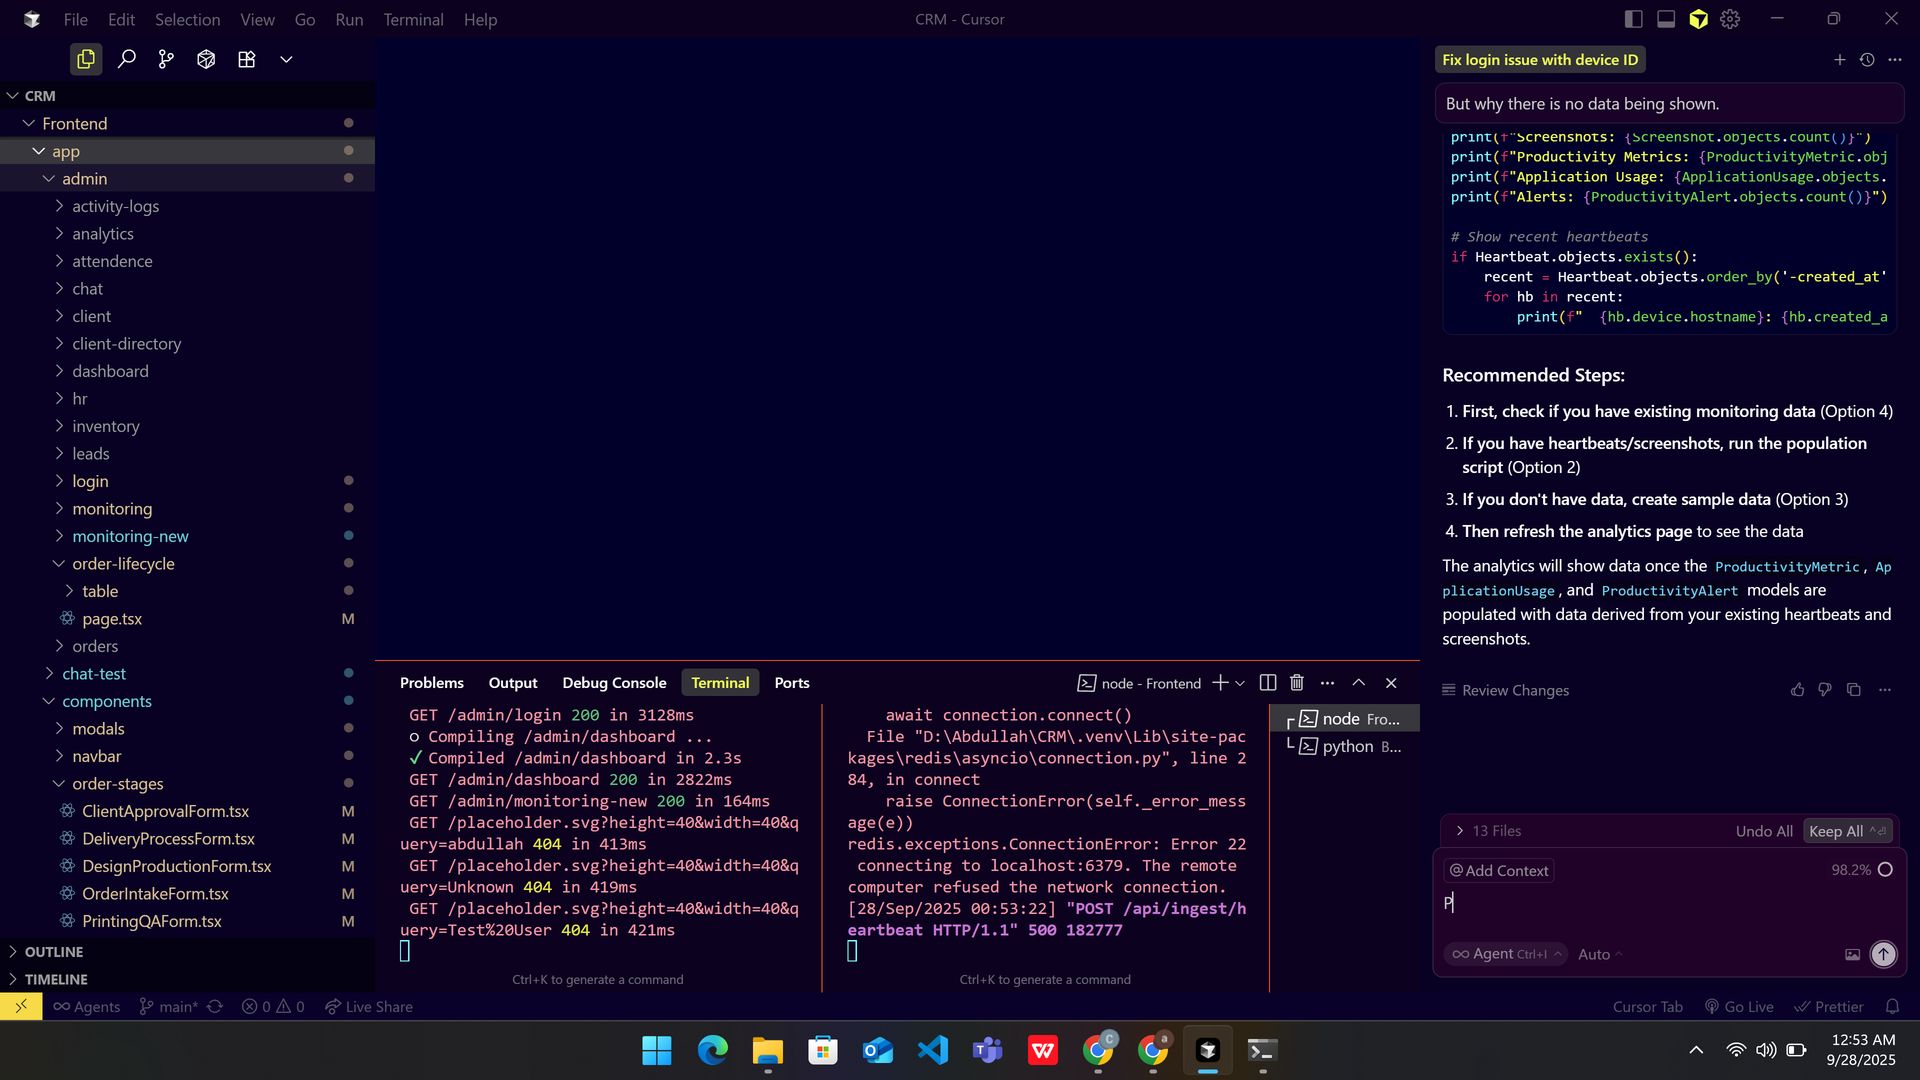 File Edit Selection View Go Run Terminal Help
CRM - Cursor
CRM
Frontend
app
admin
activity-logs
analytics
attendence
chat
client
client-directory
dashboard
hr
inventory
leads
login
monitoring
monitoring-new
order-lifecycle
table
page.tsx M
orders
chat-test
components
modals
navbar
order-stages
ClientApprovalForm.tsx M
DeliveryProcessForm.tsx M
DesignProductionForm.tsx M
OrderIntakeForm.tsx M
PrintingQAForm.tsx M
OUTLINE
TIMELINE
Problems Output Debug Console Terminal Ports
node - Frontend
GET /admin/login 200 in 3128ms
○ Compiling /admin/dashboard ...
✓ Compiled /admin/dashboard in 2.3s
GET /admin/dashboard 200 in 2822ms
GET /admin/monitoring-new 200 in 164ms
GET /placeholder.svg?height=40&width=40&q
uery=abdullah 404 in 413ms
GET /placeholder.svg?height=40&width=40&q
uery=Unknown 404 in 419ms
GET /placeholder.svg?height=40&width=40&q
uery=Test%20User 404 in 421ms
Ctrl+K to generate a command
await connection.connect()
File "D:\Abdullah\CRM\.venv\Lib\site-pac
kages\redis\asyncio\connection.py", line 2
84, in connect
raise ConnectionError(self._error_mess
age(e))
redis.exceptions.ConnectionError: Error 22
connecting to localhost:6379. The remote
computer refused the network connection.
[28/Sep/2025 00:53:22] "POST /api/ingest/h
eartbeat HTTP/1.1" 500 182777
Ctrl+K to generate a command
node Fro...
python B...
Fix login issue with device ID
But why there is no data being shown.
print(f"Screenshots: {Screenshot.objects.count()}")
print(f"Productivity Metrics: {ProductivityMetric.obj
print(f"Application Usage: {ApplicationUsage.objects.
print(f"Alerts: {ProductivityAlert.objects.count()}")
# Show recent heartbeats
if Heartbeat.objects.exists():
recent = Heartbeat.objects.order_by('-created_at'
for hb in recent:
print(f"  {hb.device.hostname}: {hb.created_a
Recommended Steps:
1. First, check if you have existing monitoring data (Option 4)
2. If you have heartbeats/screenshots, run the population
script (Option 2)
3. If you don't have data, create sample data (Option 3)
4. Then refresh the analytics page to see the data
The analytics will show data once the ProductivityMetric, Ap
plicationUsage, and ProductivityAlert models are
populated with data derived from your existing heartbeats and
screenshots.
Review Changes
13 Files Undo All Keep All
@ Add Context 98.2%
P
Agent Ctrl+I Auto
Agents main* 0 0 Live Share
Cursor Tab Go Live Prettier
12:53 AM
9/28/2025